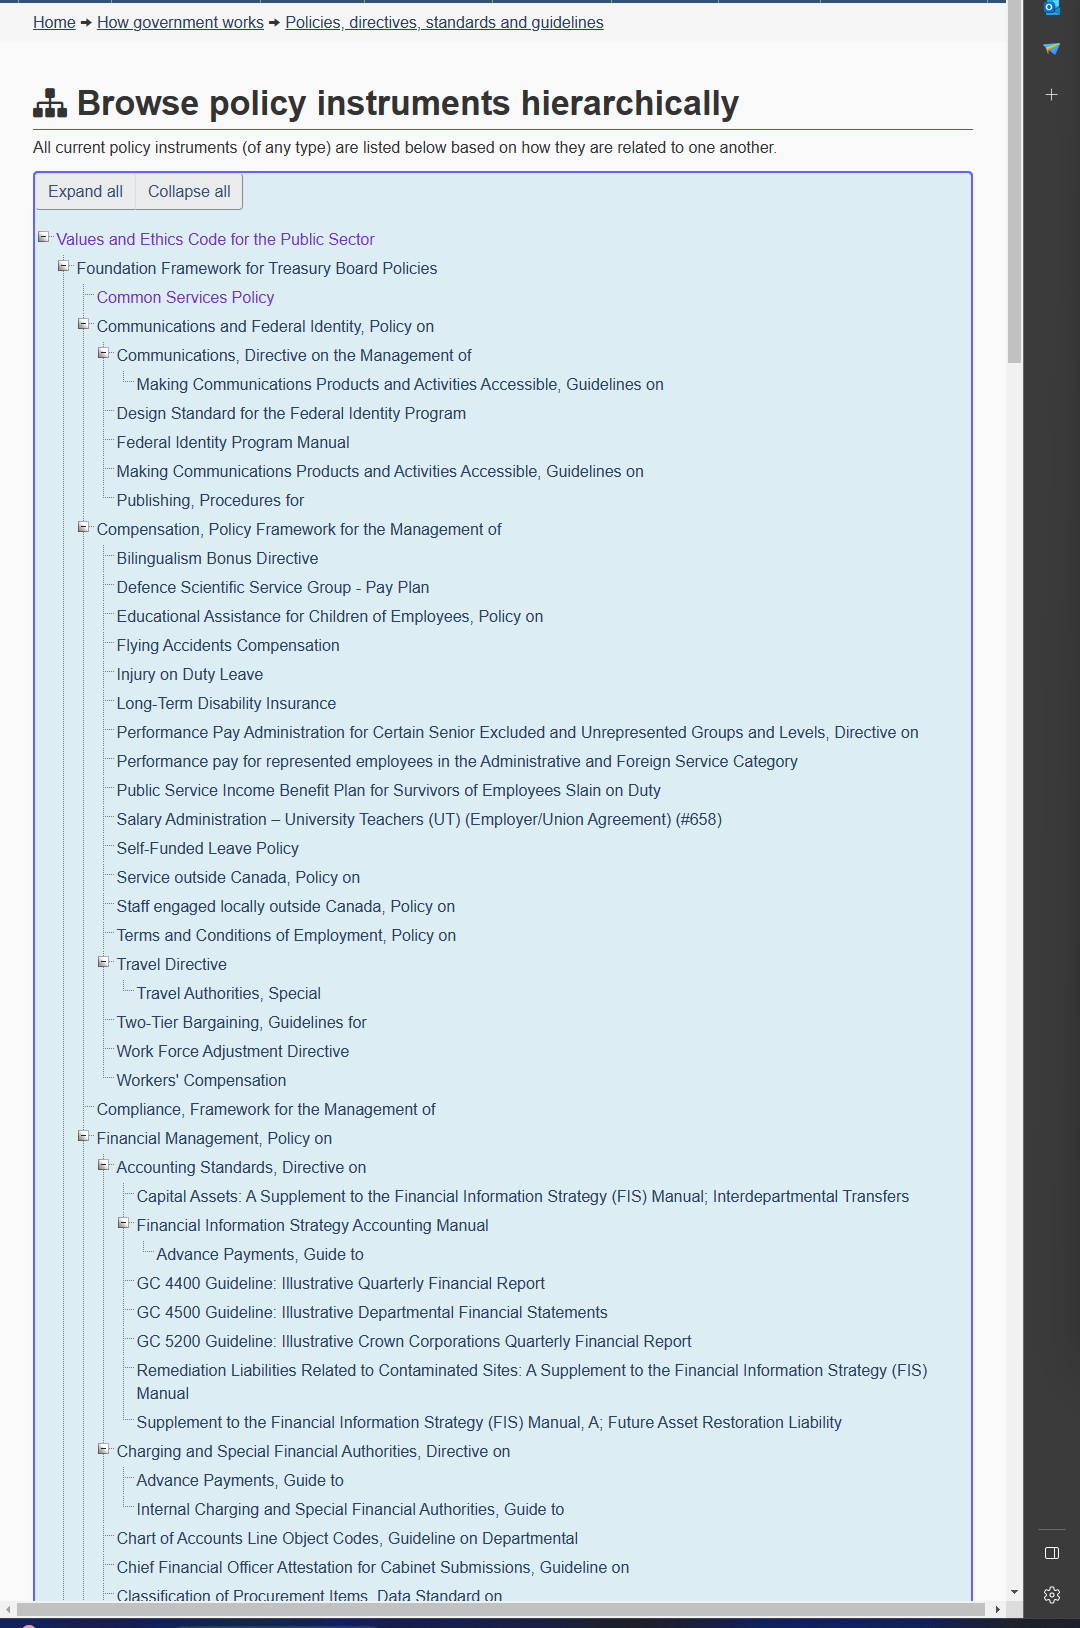 Home → How government works → Policies, directives, standards and guidelines
Browse policy instruments hierarchically
All current policy instruments (of any type) are listed below based on how they are related to one another.
Expand all Collapse all
Values and Ethics Code for the Public Sector
Foundation Framework for Treasury Board Policies
Common Services Policy
Communications and Federal Identity, Policy on
Communications, Directive on the Management of
Making Communications Products and Activities Accessible, Guidelines on
Design Standard for the Federal Identity Program
Federal Identity Program Manual
Making Communications Products and Activities Accessible, Guidelines on
Publishing, Procedures for
Compensation, Policy Framework for the Management of
Bilingualism Bonus Directive
Defence Scientific Service Group - Pay Plan
Educational Assistance for Children of Employees, Policy on
Flying Accidents Compensation
Injury on Duty Leave
Long-Term Disability Insurance
Performance Pay Administration for Certain Senior Excluded and Unrepresented Groups and Levels, Directive on
Performance pay for represented employees in the Administrative and Foreign Service Category
Public Service Income Benefit Plan for Survivors of Employees Slain on Duty
Salary Administration – University Teachers (UT) (Employer/Union Agreement) (#658)
Self-Funded Leave Policy
Service outside Canada, Policy on
Staff engaged locally outside Canada, Policy on
Terms and Conditions of Employment, Policy on
Travel Directive
Travel Authorities, Special
Two-Tier Bargaining, Guidelines for
Work Force Adjustment Directive
Workers' Compensation
Compliance, Framework for the Management of
Financial Management, Policy on
Accounting Standards, Directive on
Capital Assets: A Supplement to the Financial Information Strategy (FIS) Manual; Interdepartmental Transfers
Financial Information Strategy Accounting Manual
Advance Payments, Guide to
GC 4400 Guideline: Illustrative Quarterly Financial Report
GC 4500 Guideline: Illustrative Departmental Financial Statements
GC 5200 Guideline: Illustrative Crown Corporations Quarterly Financial Report
Remediation Liabilities Related to Contaminated Sites: A Supplement to the Financial Information Strategy (FIS)
Manual
Supplement to the Financial Information Strategy (FIS) Manual, A; Future Asset Restoration Liability
Charging and Special Financial Authorities, Directive on
Advance Payments, Guide to
Internal Charging and Special Financial Authorities, Guide to
Chart of Accounts Line Object Codes, Guideline on Departmental
Chief Financial Officer Attestation for Cabinet Submissions, Guideline on
Classification of Procurement Items, Data Standard on